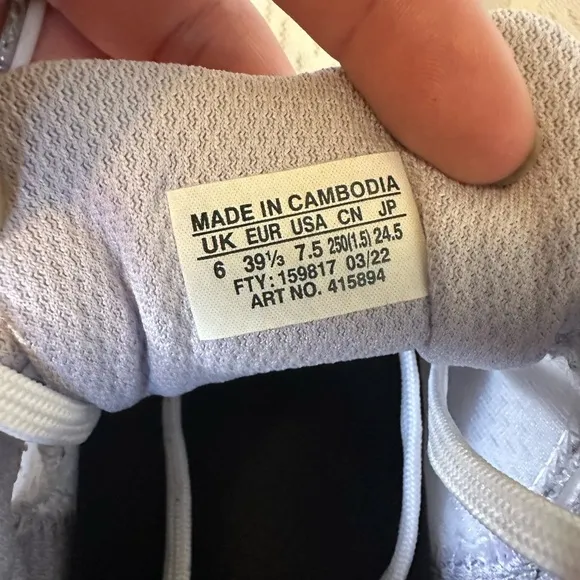 MADE IN CAMBODIA
UK EUR USA CN JP
6 39⅓ 7.5 250(1.5) 24.5
FTY: 159817 03/22
ART NO. 415894